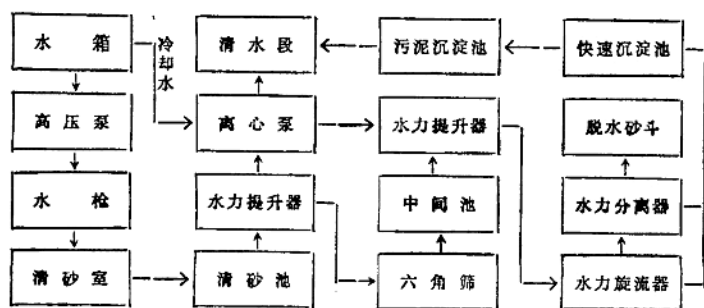 水箱
冷却水
清水段
污泥沉淀池
快速沉淀池
高压泵
离心泵
水力提升器
脱水砂斗
水枪
水力提升器
中间池
水力分离器
清砂室
清砂池
六角筛
水力旋流器